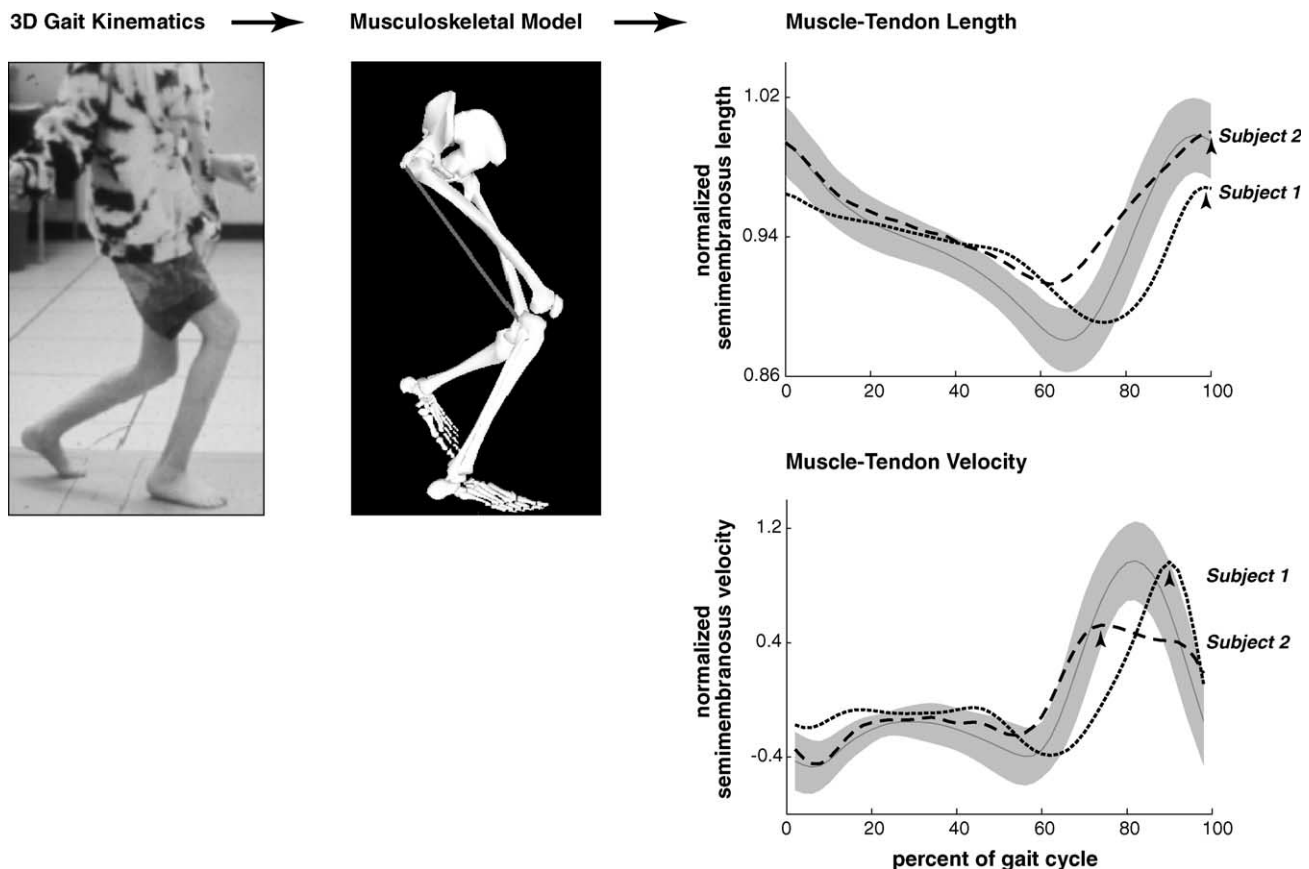 3D Gait Kinematics
Musculoskeletal Model
Muscle-Tendon Length
normalized
semimembranosus length
1.02
0.94
0.86
0
20
40
60
80
100
Subject 2
Subject 1
Muscle-Tendon Velocity
normalized
semimembranosus velocity
1.2
0.4
-0.4
0
20
40
60
80
100
Subject 1
Subject 2
percent of gait cycle